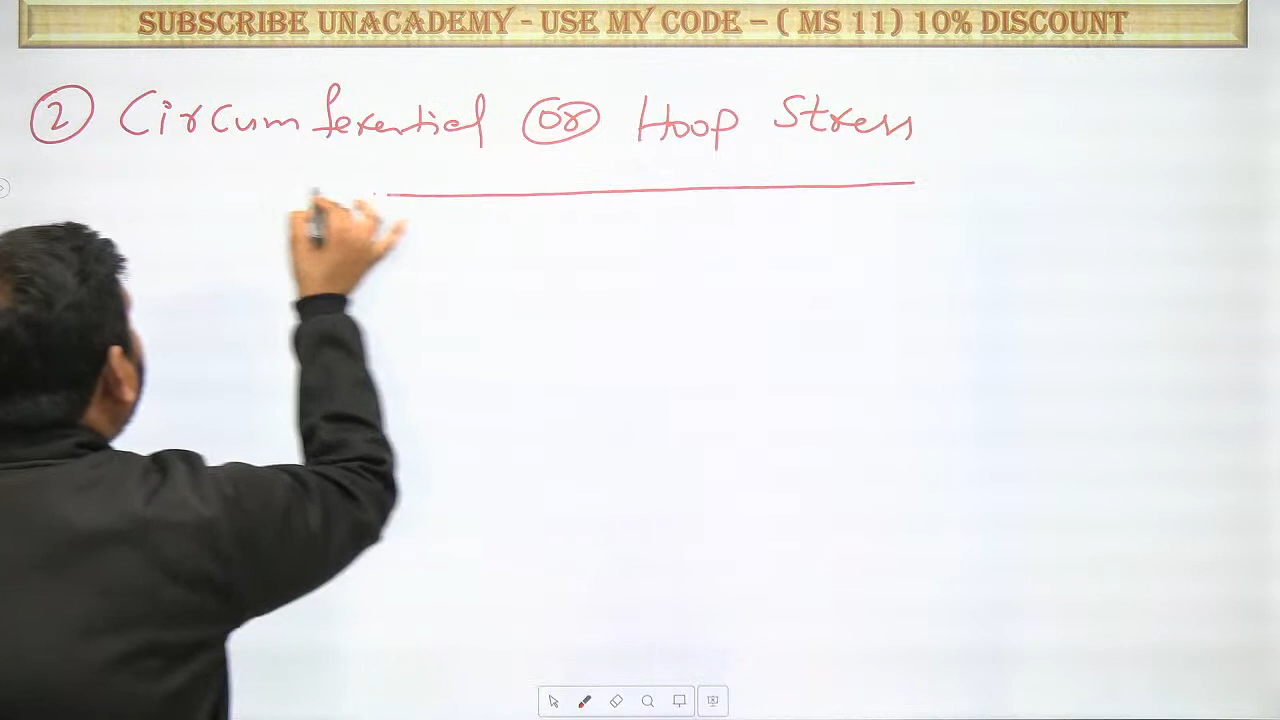 SUBSCRIBE UNACADEMY - USE MY CODE – ( MS 11) 10% DISCOUNT
2 Circumferential OR Hoop Stress